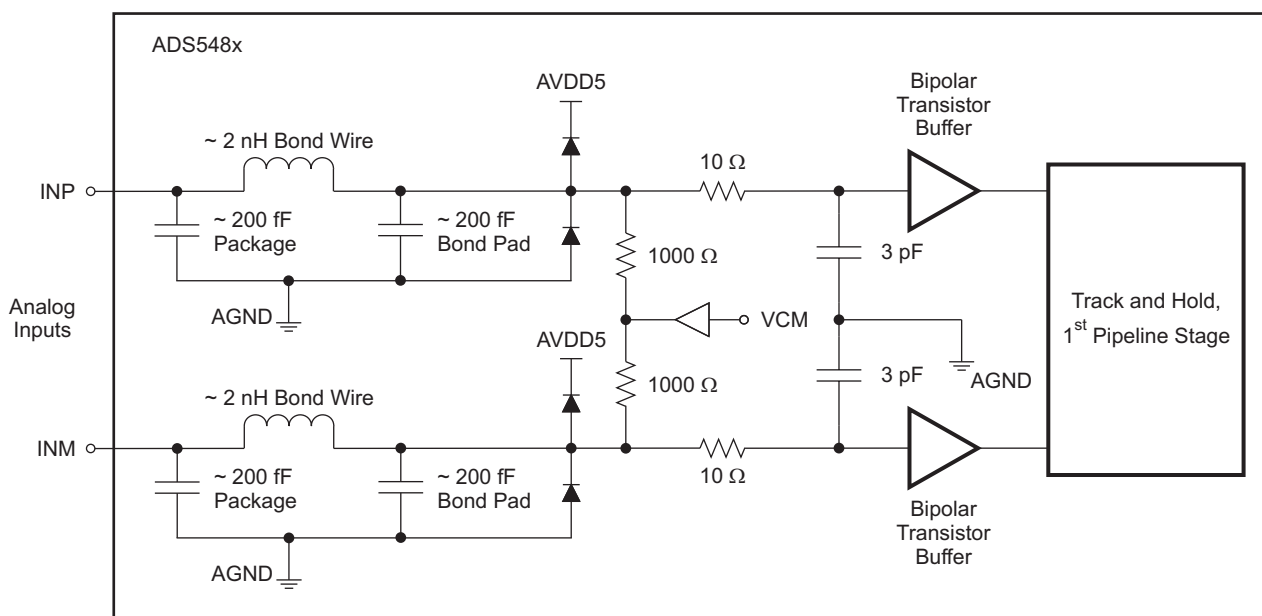 ADS548x
AVDD5
Bipolar
Transistor
Buffer
~ 2 nH Bond Wire
10 Ω
INP
~ 200 fF
Package
~ 200 fF
Bond Pad
1000 Ω
3 pF
Analog
Inputs
AGND
VCM
Track and Hold,
1st Pipeline Stage
AVDD5
1000 Ω
3 pF
AGND
~ 2 nH Bond Wire
INM
~ 200 fF
Package
~ 200 fF
Bond Pad
10 Ω
Bipolar
Transistor
Buffer
AGND